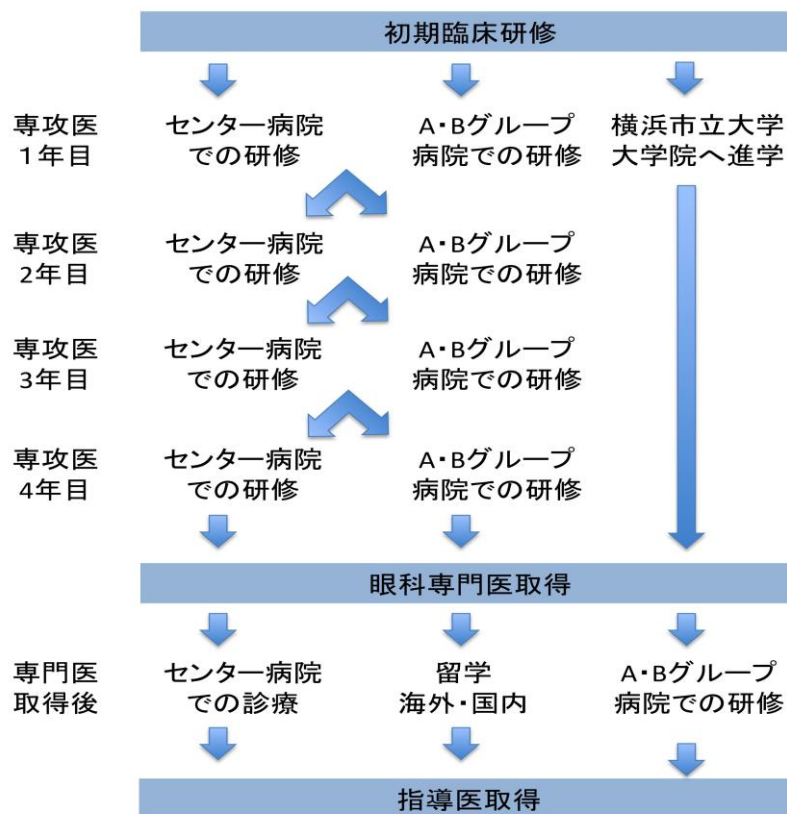 初期臨床研修
専攻医
1年目
センター病院
での研修
A・Bグループ
病院での研修
横浜市立大学
大学院へ進学
専攻医
2年目
センター病院
での研修
A・Bグループ
病院での研修
専攻医
3年目
センター病院
での研修
A・Bグループ
病院での研修
専攻医
4年目
センター病院
での研修
A・Bグループ
病院での研修
眼科専門医取得
専門医
取得後
センター病院
での診療
留学
海外・国内
A・Bグループ
病院での研修
指導医取得